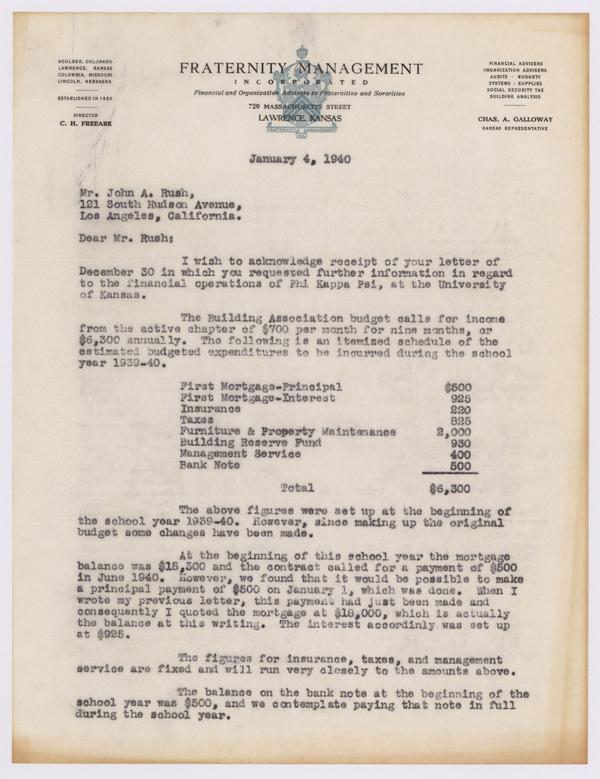 BOULDER, COLORADO
LAWRENCE, KANSAS
COLUMBIA, MISSOURI
LINCOLN, NEBRASKA
ESTABLISHED IN 1925
DIRECTOR
C. H. FREEARK
FRATERNITY MANAGEMENT
INCORPORATED
Financial and Organization Advisers to Fraternities and Sororities
729 MASSACHUSETTS STREET
LAWRENCE, KANSAS
FRATERNITY MANAGEMENT
INC
FINANCIAL ADVISERS
ORGANIZATION ADVISERS
AUDITS - BUDGETS
SYSTEMS - SUPPLIES
SOCIAL SECURITY TAX
BUILDING ANALYSIS
CHAS. A. GALLOWAY
KANSAS REPRESENTATIVE
January 4, 1940
Mr. John A. Rush,
121 South Hudson Avenue,
Los Angeles, California.
Dear Mr. Rush:
I wish to acknowledge receipt of your letter of
December 30 in which you requested further information in regard
to the financial operations of Phi Kappa Psi, at the University
of Kansas.
The Building Association budget calls for income
from the active chapter of $700 per month for nine months, or
$6,300 annually. The following is an itemized schedule of the
estimated budgeted expenditures to be incurred during the school
year 1939-40.
First Mortgage-Principal $500
First Mortgage-Interest 925
Insurance 220
Taxes 825
Furniture & Property Maintenance 2,000
Building Reserve Fund 930
Management Service 400
Bank Note 500
Total $6,300
The above figures were set up at the beginning of
the school year 1939-40. However, since making up the original
budget some changes have been made.
At the beginning of this school year the mortgage
balance was $18,500 and the contract called for a payment of $500
in June 1940. However, we found that it would be possible to make
a principal payment of $500 on January 1, which was done. When I
wrote my previous letter, this payment had just been made and
consequently I quoted the mortgage at $18,000, which is actually
the balance at this writing. The interest accordinly was set up
at $925.
The figures for insurance, taxes, and management
service are fixed and will run very closely to the amounts above.
The balance on the bank note at the beginning of the
school year was $500, and we contemplate paying that note in full
during the school year.